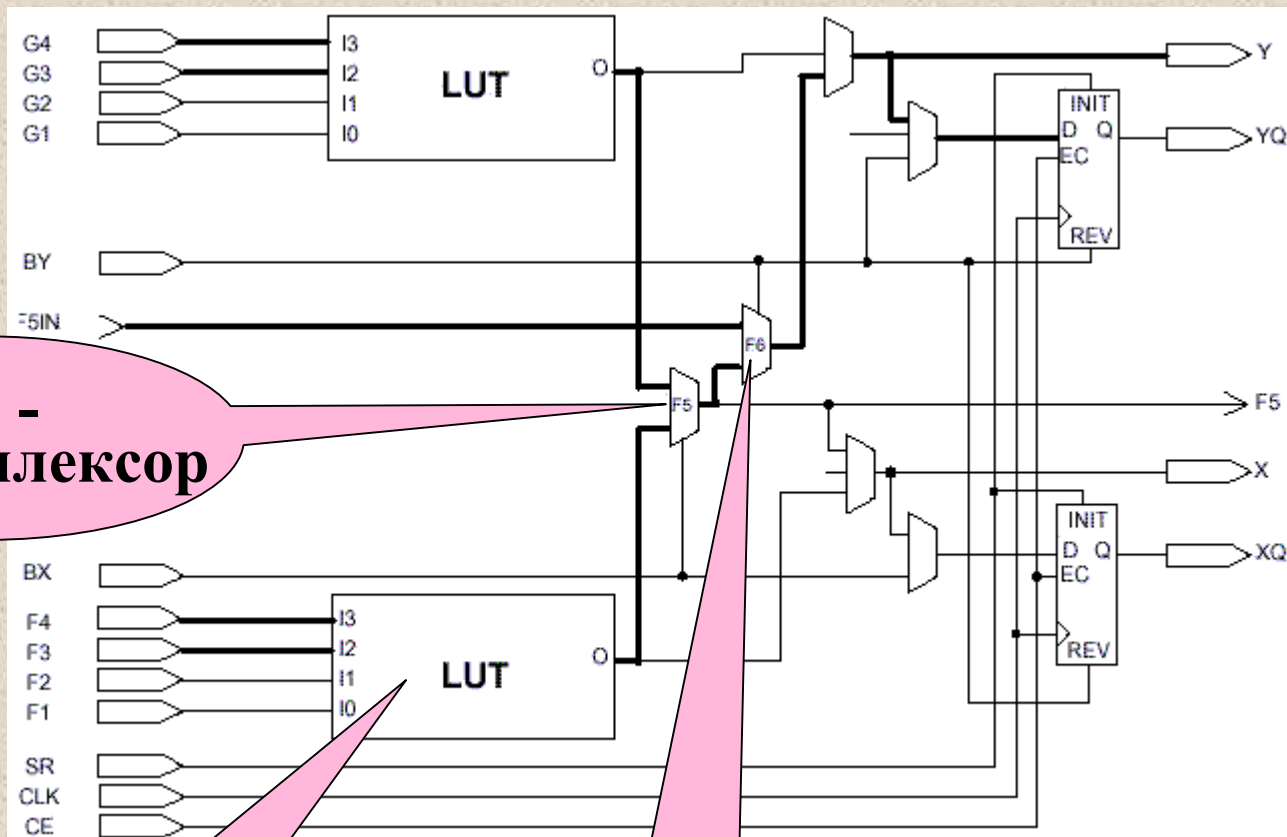 G4
G3
G2
G1
I3
I2
I1
I0
LUT
O
Y
INIT
D Q
EC
REV
YQ
BY
F5IN
F6
F5
F5
-
X
BX
INIT
D Q
EC
REV
XQ
F4
F3
F2
F1
I3
I2
I1
I0
LUT
O
SR
CLK
CE